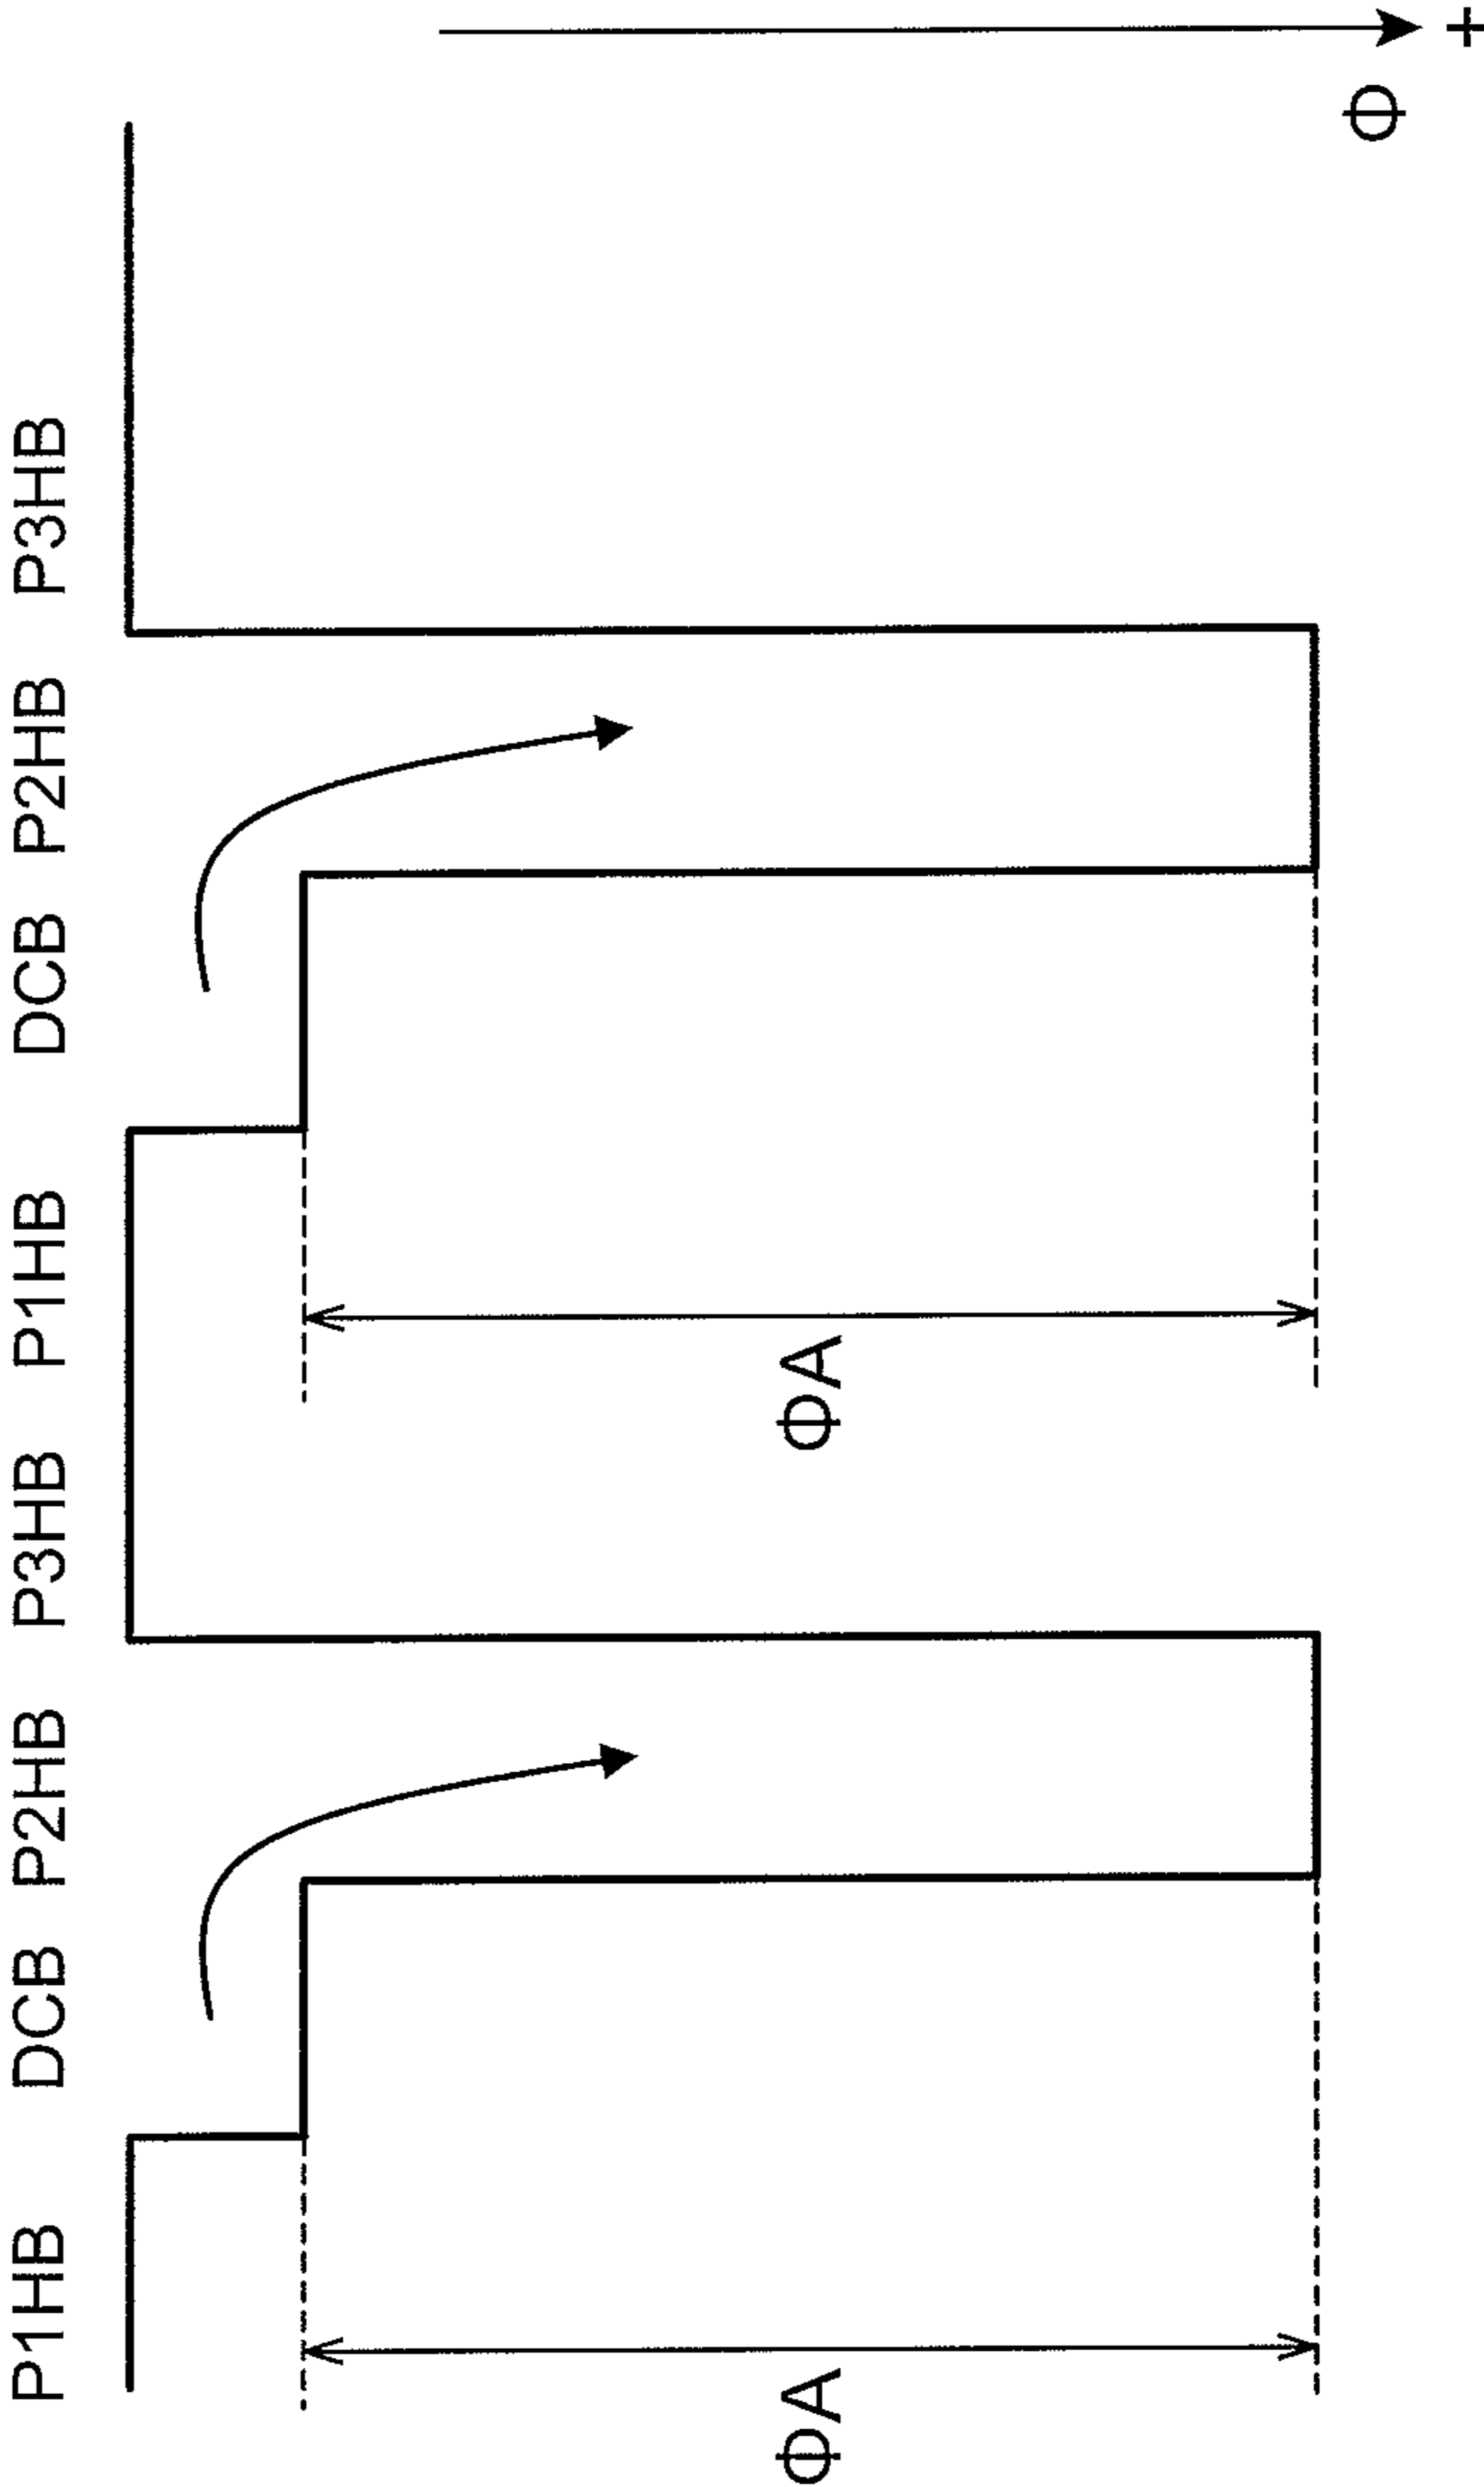 P1HB DCB P2HB P3HB P1HB DCB P2HB P3HB
ΦA ΦA
Φ
+